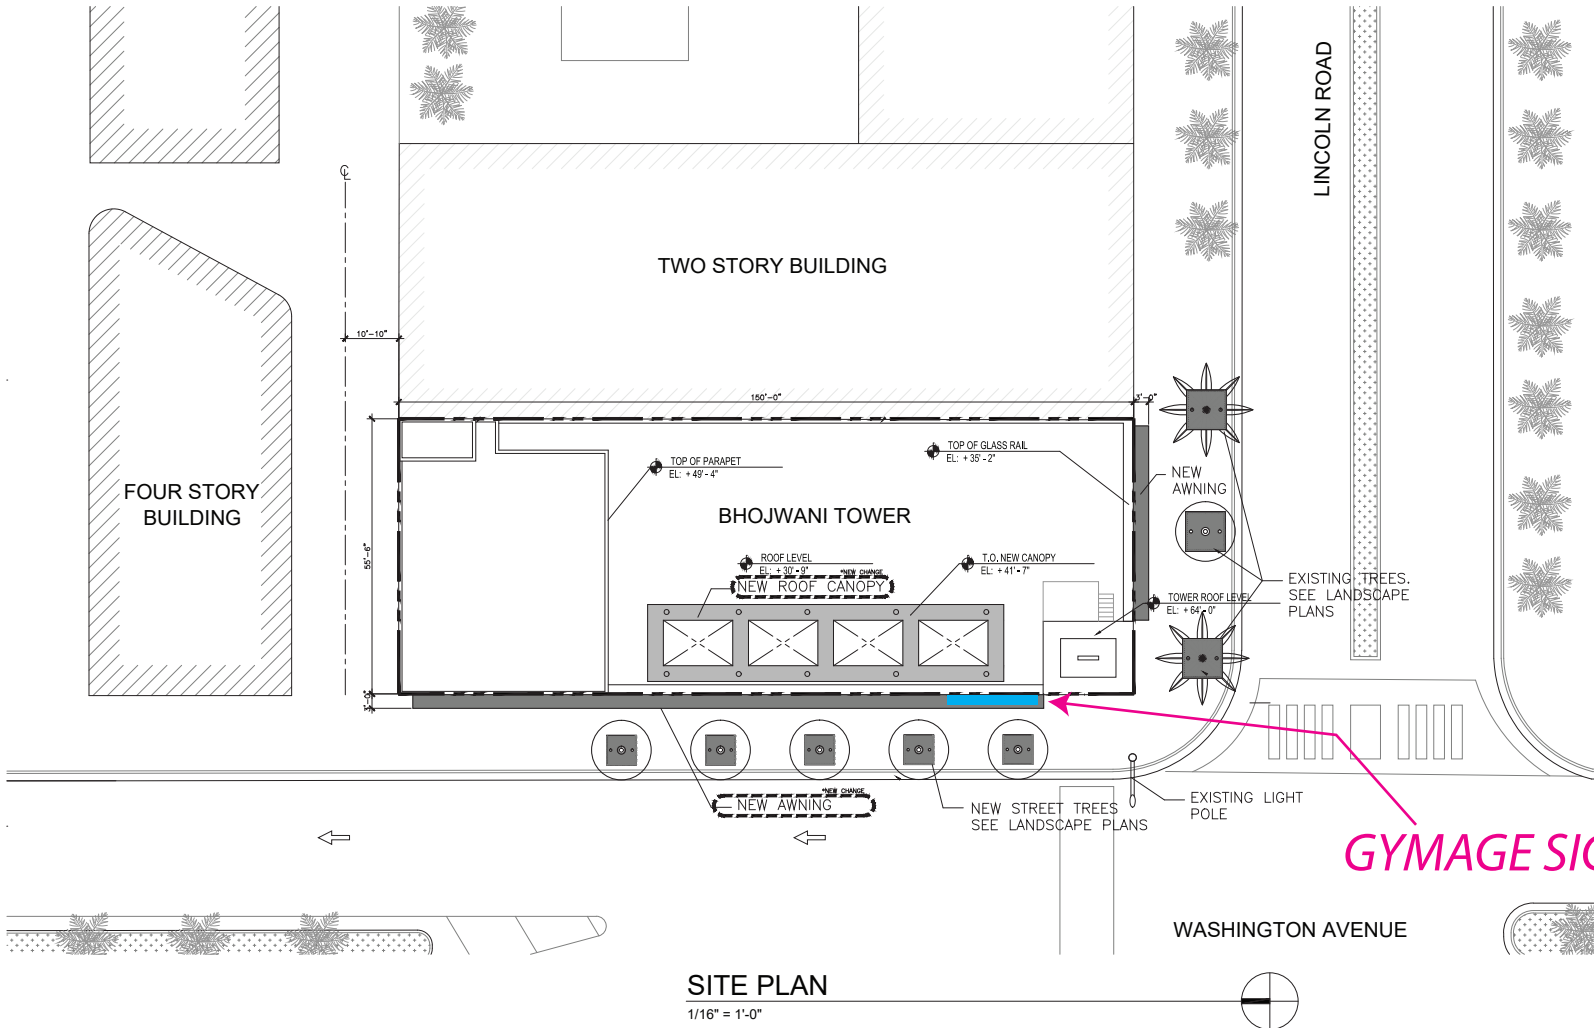 LINCOLN ROAD
℄
TWO STORY BUILDING
10'-10"
150'-0"
3'-0"
TOP OF PARAPET
EL: + 49' - 4"
TOP OF GLASS RAIL
EL: + 35' - 2"
NEW
AWNING
FOUR STORY
BUILDING
BHOJWANI TOWER
55'-6"
ROOF LEVEL
EL: + 30' - 9"
*NEW CHANGE
NEW ROOF CANOPY
T.O. NEW CANOPY
EL: + 41' - 7"
TOWER ROOF LEVEL
EL: + 64' - 0"
EXISTING TREES.
SEE LANDSCAPE
PLANS
3'-0"
*NEW CHANGE
NEW AWNING
NEW STREET TREES
SEE LANDSCAPE PLANS
EXISTING LIGHT
POLE
GYMAGE SIG
WASHINGTON AVENUE
SITE PLAN
1/16" = 1'-0"